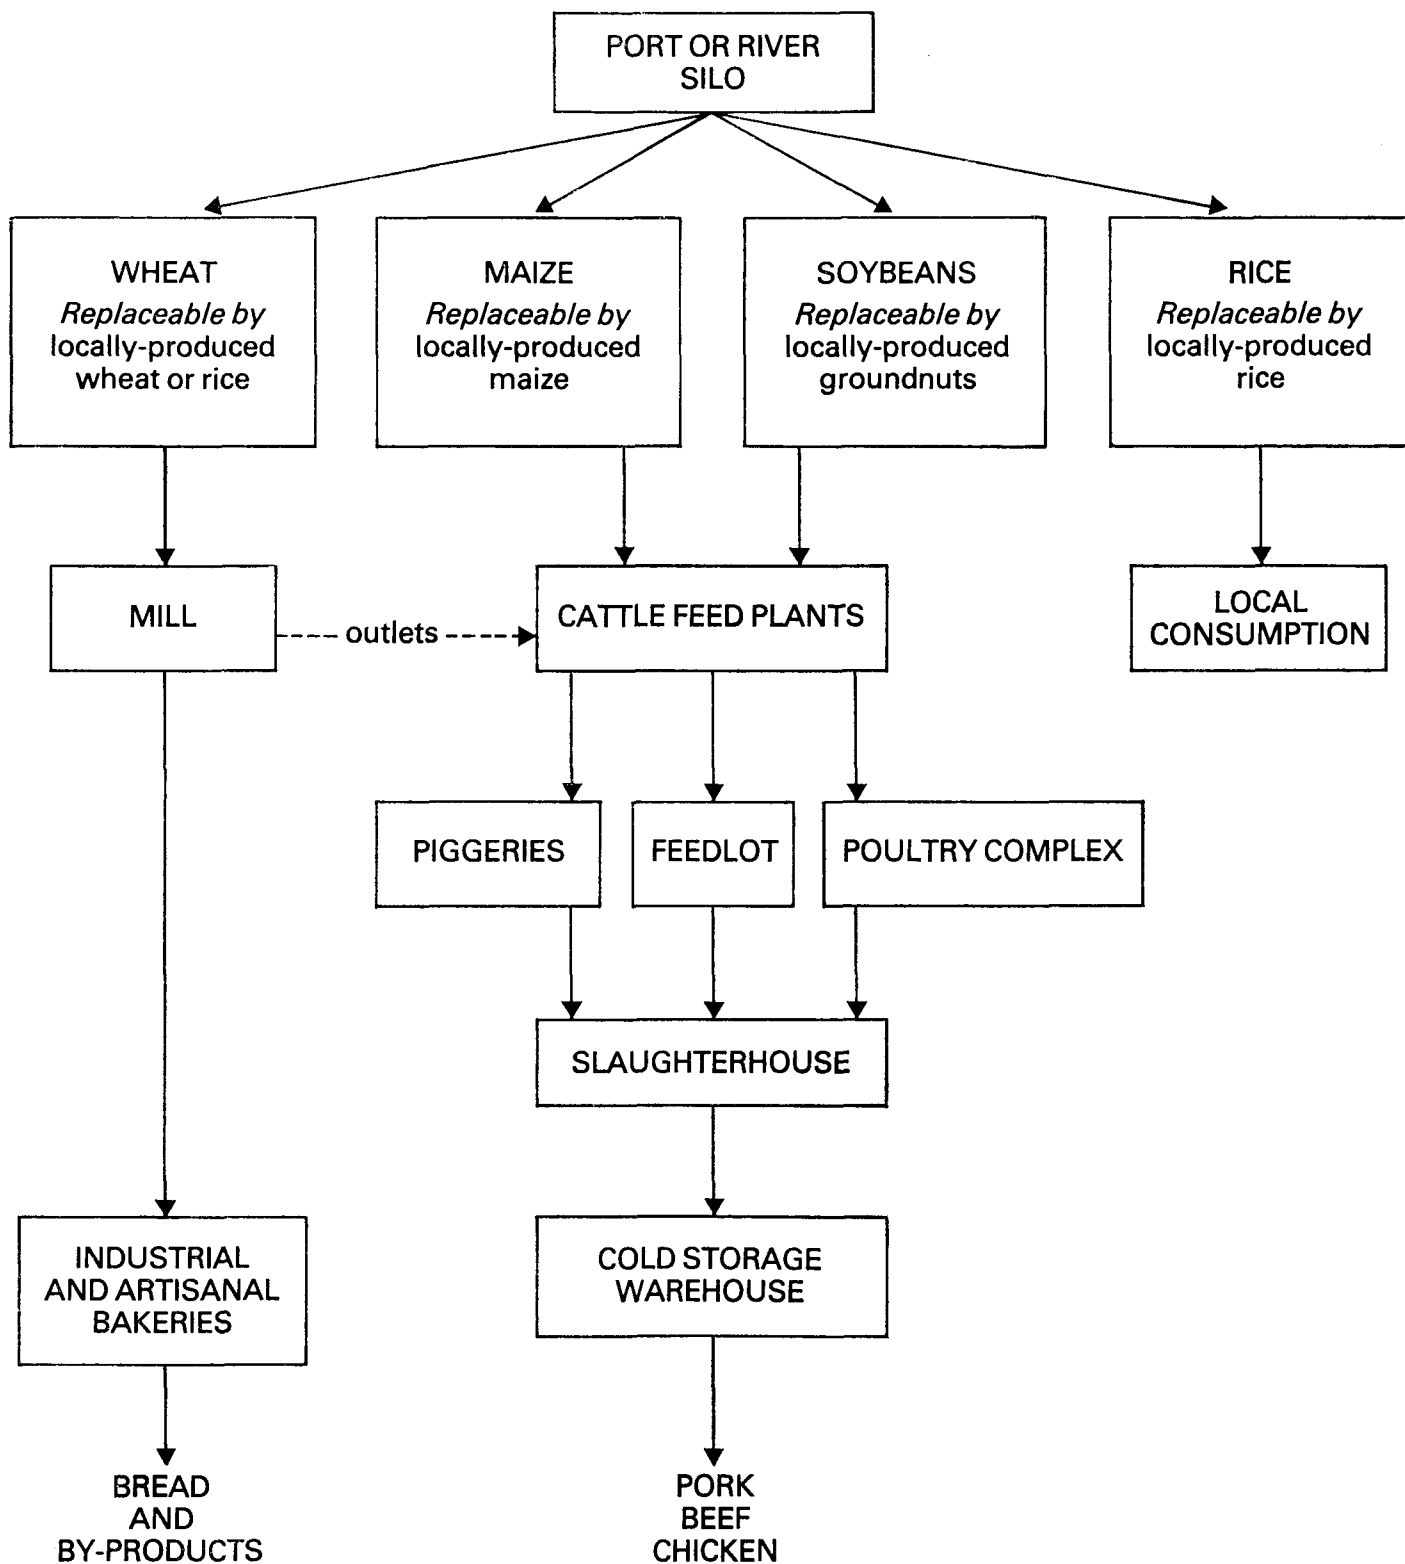 PORT OR RIVER
SILO
WHEAT
Replaceable by
locally-produced
wheat or rice
MAIZE
Replaceable by
locally-produced
maize
SOYBEANS
Replaceable by
locally-produced
groundnuts
RICE
Replaceable by
locally-produced
rice
MILL
outlets
CATTLE FEED PLANTS
LOCAL
CONSUMPTION
PIGGERIES
FEEDLOT
POULTRY COMPLEX
SLAUGHTERHOUSE
INDUSTRIAL
AND ARTISANAL
BAKERIES
COLD STORAGE
WAREHOUSE
BREAD
AND
BY-PRODUCTS
PORK
BEEF
CHICKEN